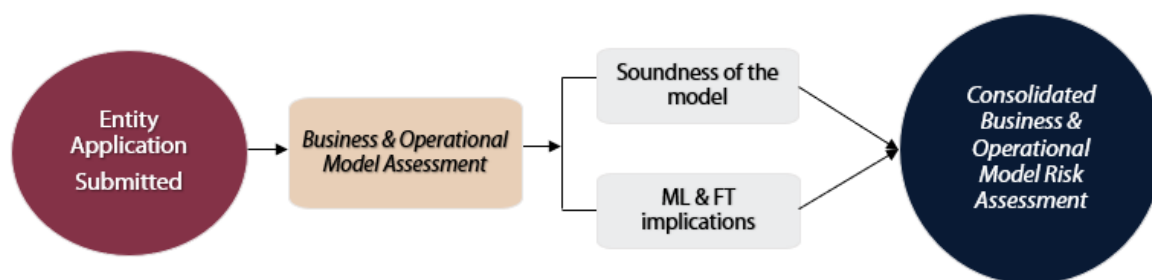 Entity
Application
Submitted
Business & Operational
Model Assessment
Soundness of the
model
ML & FT
implications
Consolidated
Business &
Operational
Model Risk
Assessment